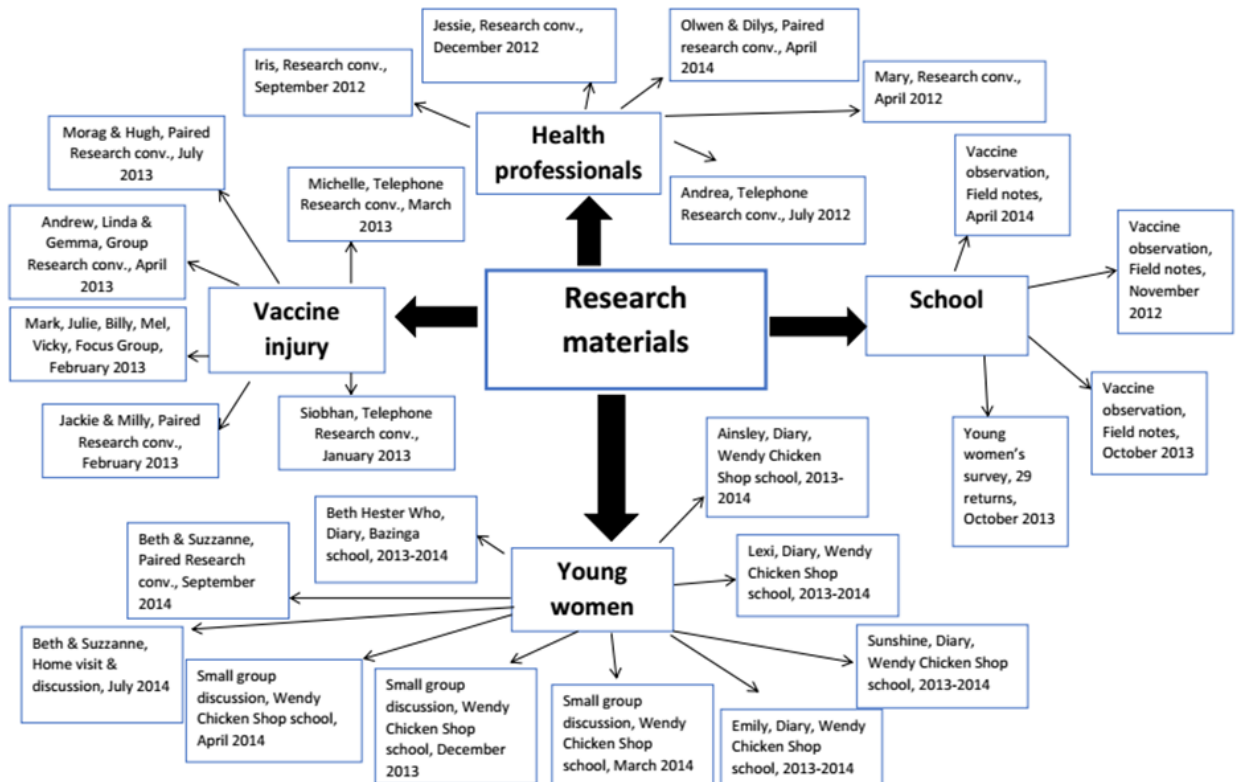 Jessie, Research conv.,
December 2012
Olwen & Dilys, Paired
research conv., April
2014
Iris, Research conv.,
September 2012
Mary, Research conv.,
April 2012
Health
professionals
Andrea, Telephone
Research conv., July 2012
Morag & Hugh, Paired
Research conv., July
2013
Michelle, Telephone
Research conv., March
2013
Andrew, Linda &
Gemma, Group
Research conv., April
2013
Vaccine
injury
Mark, Julie, Billy, Mel,
Vicky, Focus Group,
February 2013
Jackie & Milly, Paired
Research conv.,
February 2013
Siobhan, Telephone
Research conv.,
January 2013
Research
materials
Vaccine
observation,
Field notes,
April 2014
School
Vaccine
observation,
Field notes,
November
2012
Vaccine
observation,
Field notes,
October 2013
Young
women's
survey, 29
returns,
October 2013
Ainsley, Diary,
Wendy Chicken
Shop school, 2013-
2014
Beth Hester Who,
Diary, Bazinga
school, 2013-2014
Beth & Suzzanne,
Paired Research
conv., September
2014
Young
women
Lexi, Diary, Wendy
Chicken Shop
school, 2013-2014
Beth & Suzzanne,
Home visit &
discussion, July 2014
Small group
discussion, Wendy
Chicken Shop school,
April 2014
Small group
discussion, Wendy
Chicken Shop
school, December
2013
Small group
discussion, Wendy
Chicken Shop
school, March 2014
Emily, Diary, Wendy
Chicken Shop
school, 2013-2014
Sunshine, Diary,
Wendy Chicken Shop
school, 2013-2014